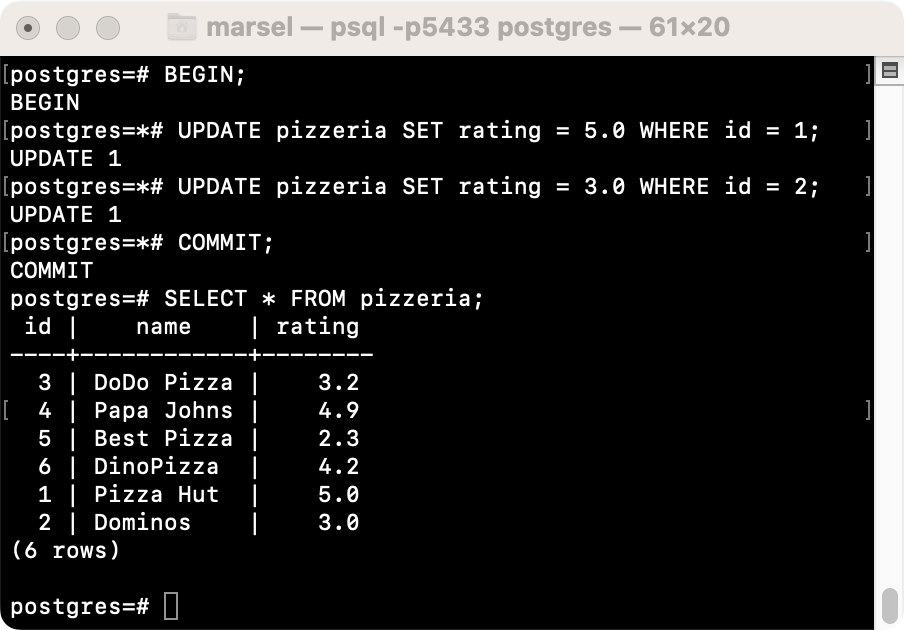 marsel — psql -p5433 postgres — 61×20
[postgres=# BEGIN; ]
BEGIN
[postgres=*# UPDATE pizzeria SET rating = 5.0 WHERE id = 1; ]
UPDATE 1
[postgres=*# UPDATE pizzeria SET rating = 3.0 WHERE id = 2; ]
UPDATE 1
[postgres=*# COMMIT; ]
COMMIT
postgres=# SELECT * FROM pizzeria;
 id |    name     | rating
----+-------------+--------
  3 | DoDo Pizza  |    3.2
[ 4 | Papa Johns  |    4.9 ]
  5 | Best Pizza  |    2.3
  6 | DinoPizza   |    4.2
  1 | Pizza Hut   |    5.0
  2 | Dominos     |    3.0
(6 rows)
postgres=#